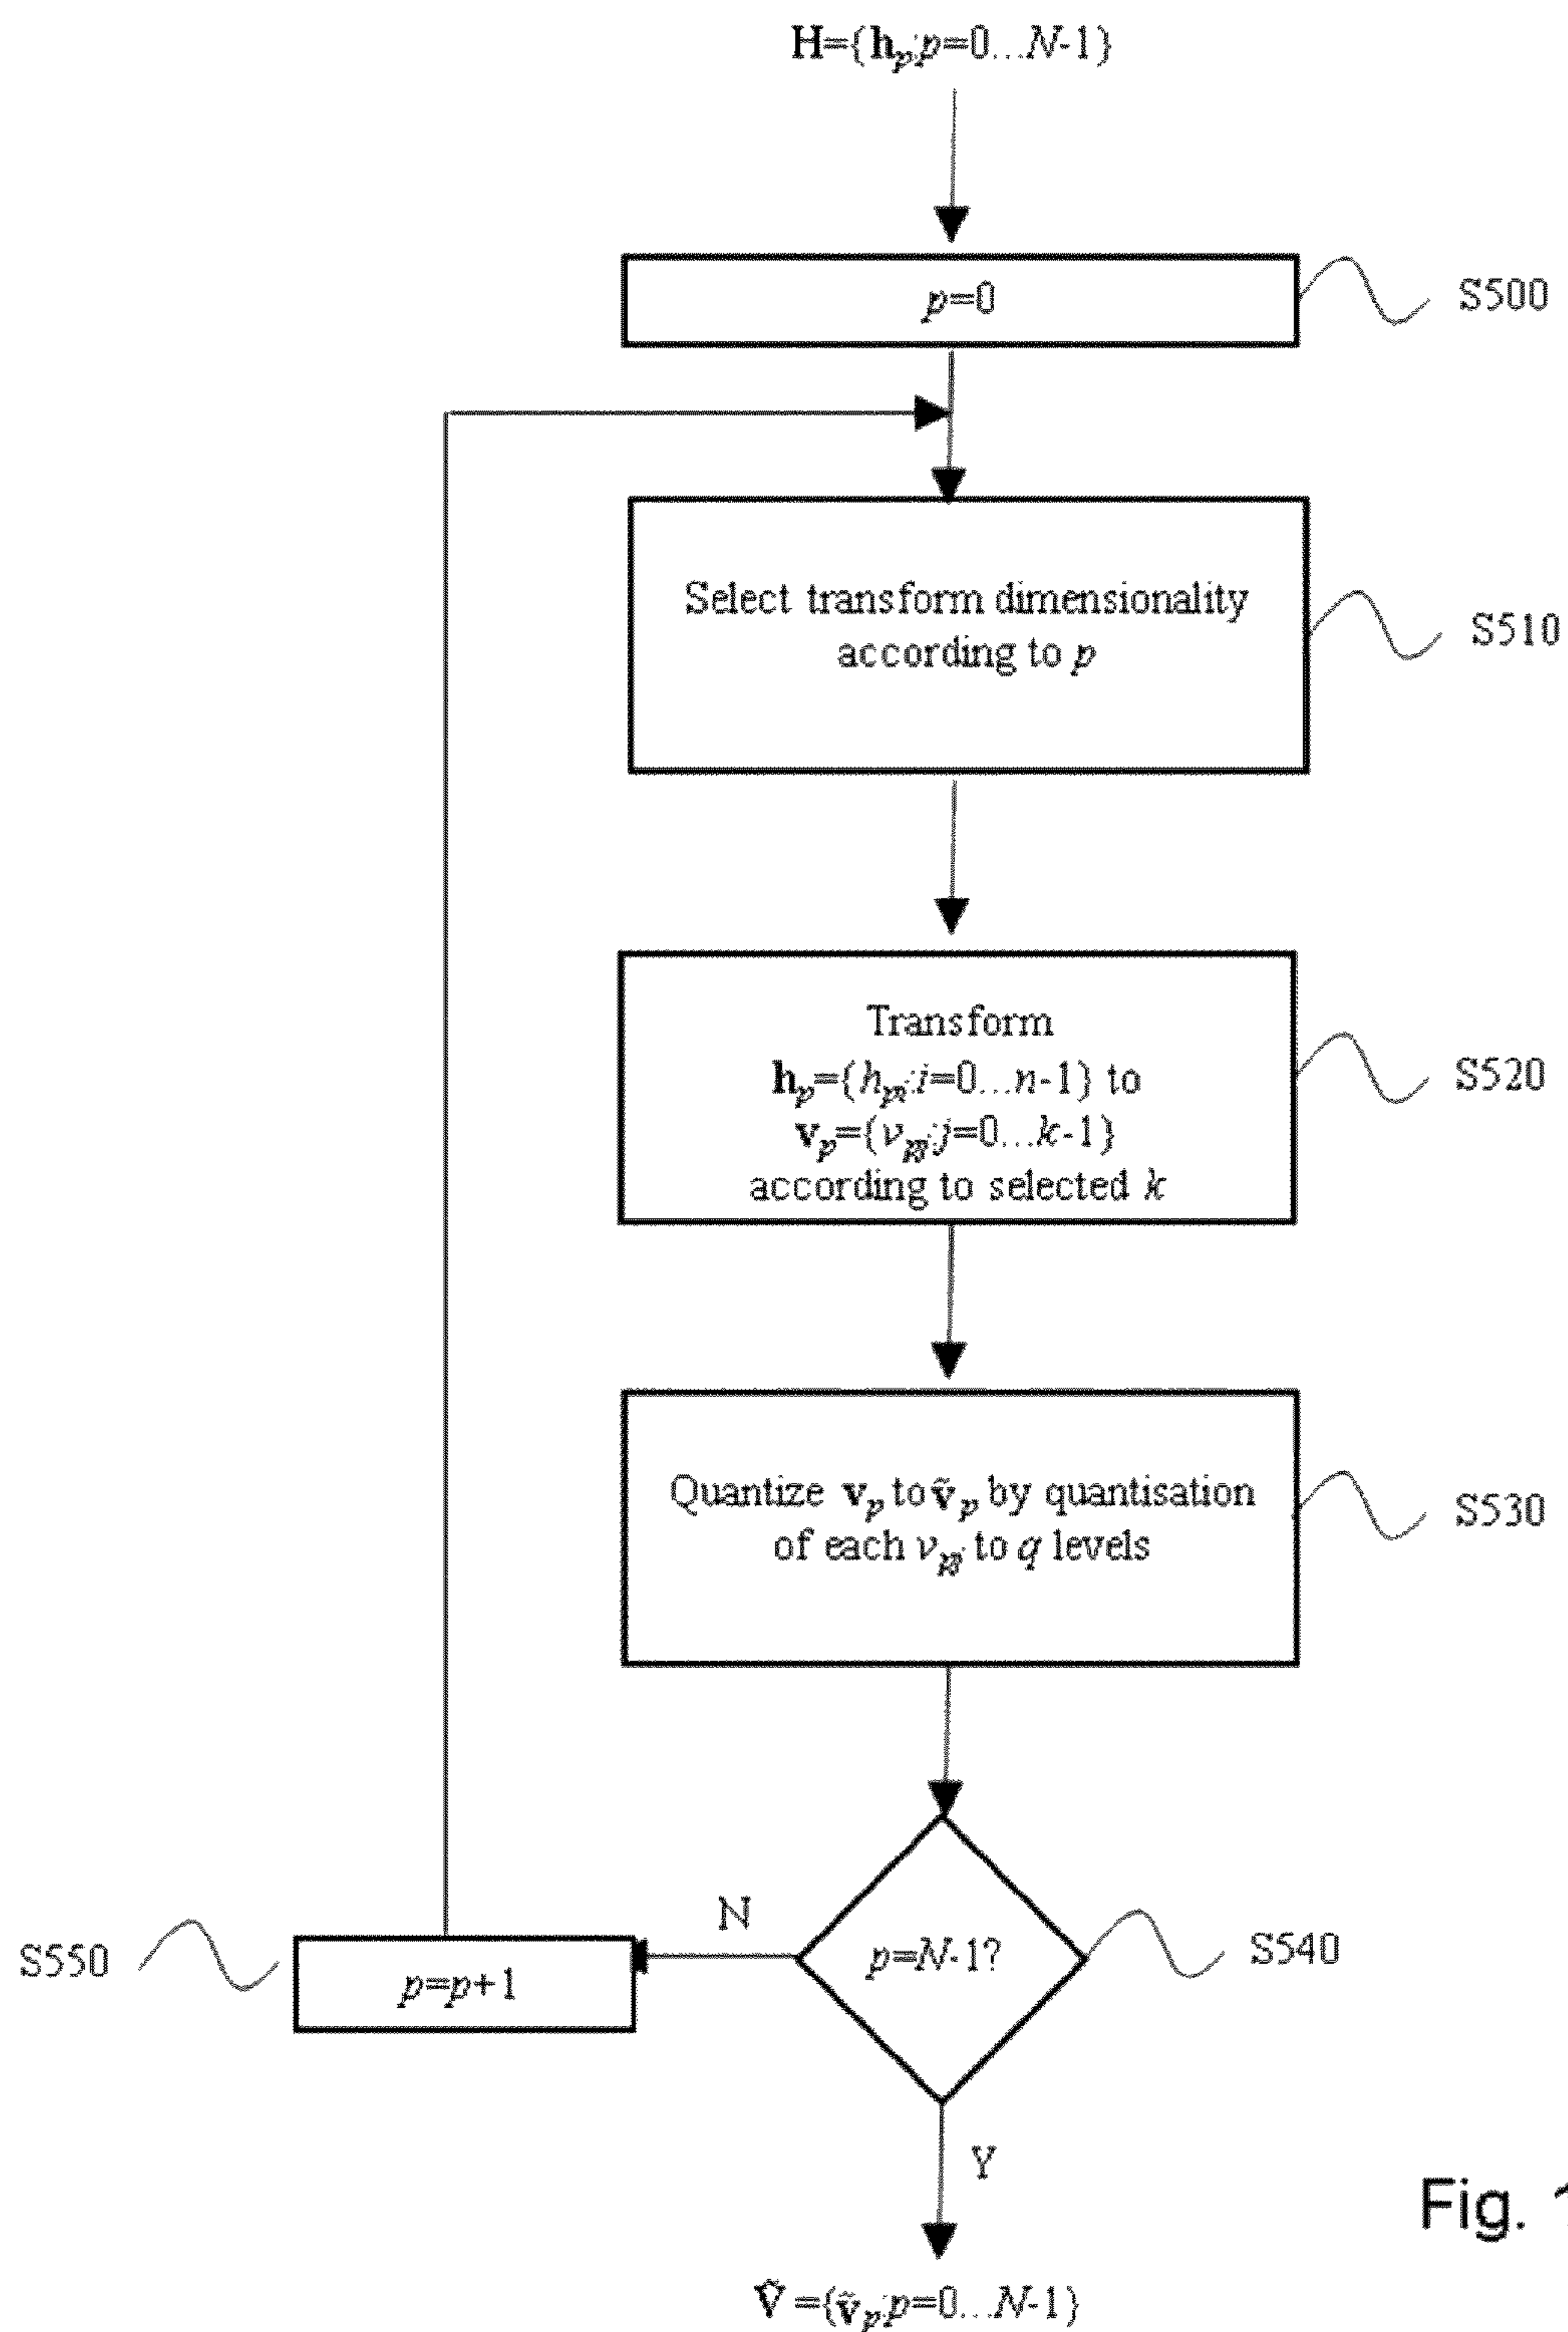 H={hp:p=0...N-1}
p=0
S500
Select transform dimensionality
according to p
S510
Transform
hp={hpi:i=0...n-1} to
vp={vpj:j=0...k-1}
according to selected k
S520
Quantize vp to ṽp by quantisation
of each vpj to q levels
S530
p=N-1?
S540
N
p=p+1
S550
Y
Ṽ={ṽp:p=0...N-1}
Fig.